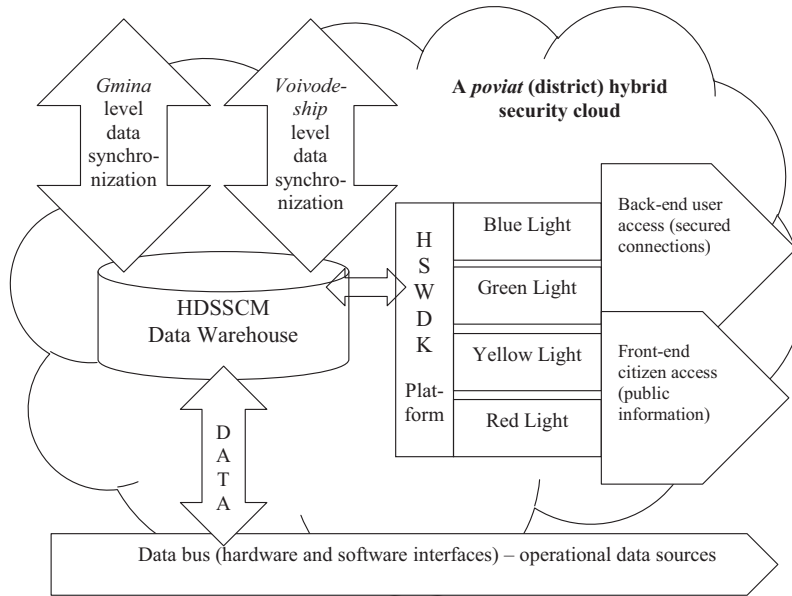 Gmina
level
data
synchro-
nization
Voivode-
ship
level
data
synchro-
nization
A poviat (district) hybrid
security cloud
HDSSCM
Data Warehouse
H
S
W
D
K
Plat-
form
Blue Light
Green Light
Yellow Light
Red Light
Back-end user
access (secured
connections)
Front-end
citizen access
(public
information)
D
A
T
A
Data bus (hardware and software interfaces) – operational data sources